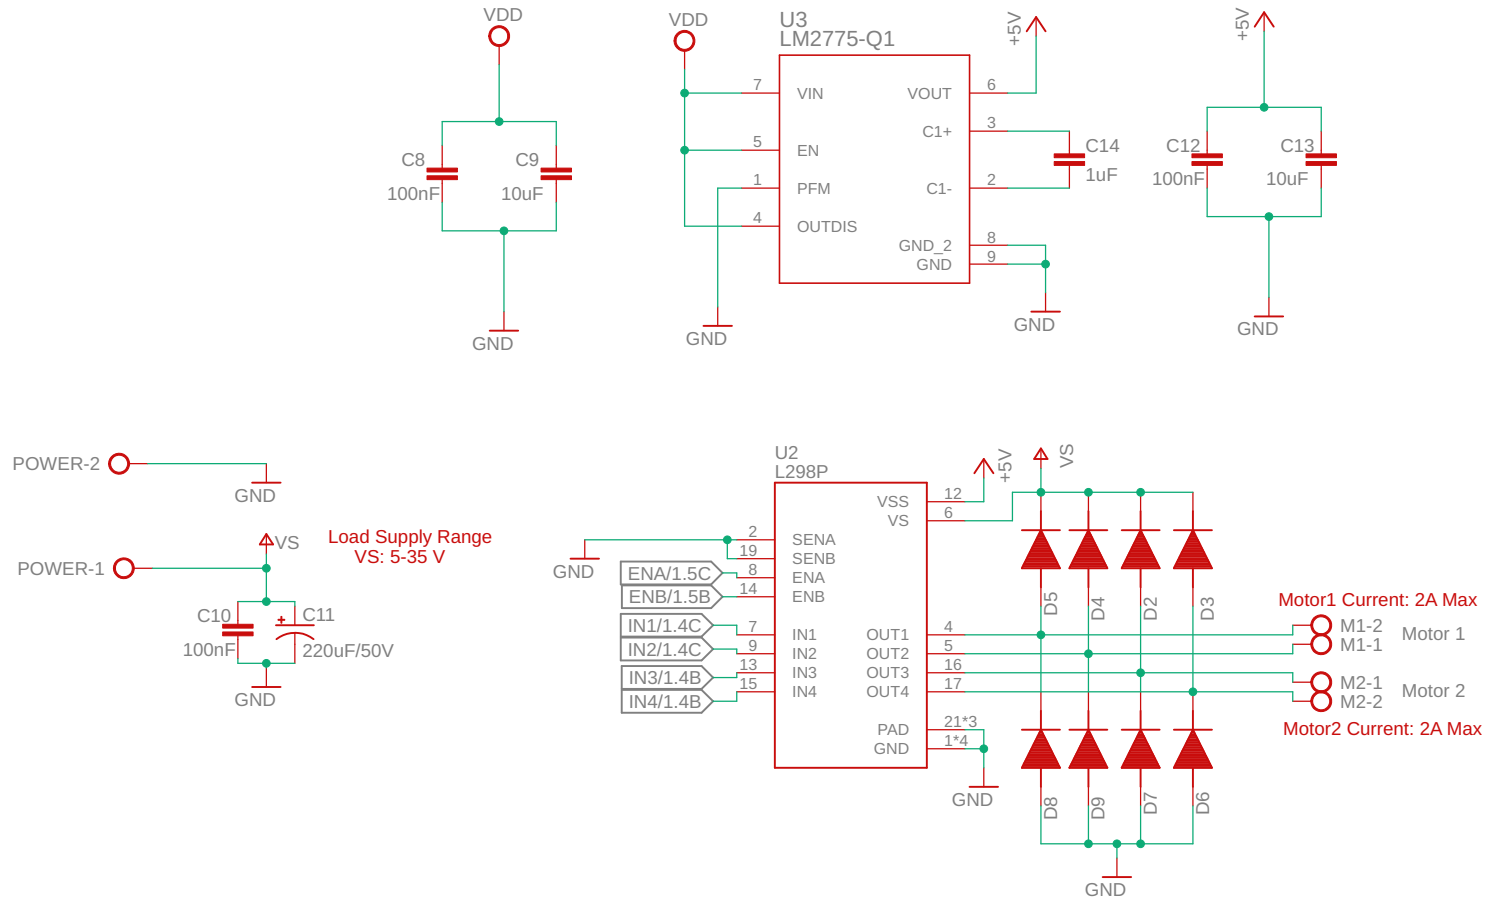 VDD
C8
100nF
C9
10uF
GND
VDD
U3
LM2775-Q1
7
VIN
5
EN
1
PFM
4
OUTDIS
VOUT
6
C1+
3
C1-
2
GND_2
8
GND
9
+5V
C14
1uF
GND
GND
+5V
C12
100nF
C13
10uF
GND
POWER-2
GND
VS
Load Supply Range
VS: 5-35 V
POWER-1
C10
100nF
C11
+
220uF/50V
GND
U2
L298P
GND
2
SENA
19
SENB
ENA/1.5C
8
ENA
ENB/1.5B
14
ENB
IN1/1.4C
7
IN1
IN2/1.4C
9
IN2
IN3/1.4B
13
IN3
IN4/1.4B
15
IN4
VSS
12
VS
6
OUT1
4
OUT2
5
OUT3
16
OUT4
17
PAD
21*3
GND
1*4
+5V
VS
GND
D5
D4
D2
D3
D8
D9
D7
D6
GND
Motor1 Current: 2A Max
M1-2
M1-1
Motor 1
M2-1
M2-2
Motor 2
Motor2 Current: 2A Max